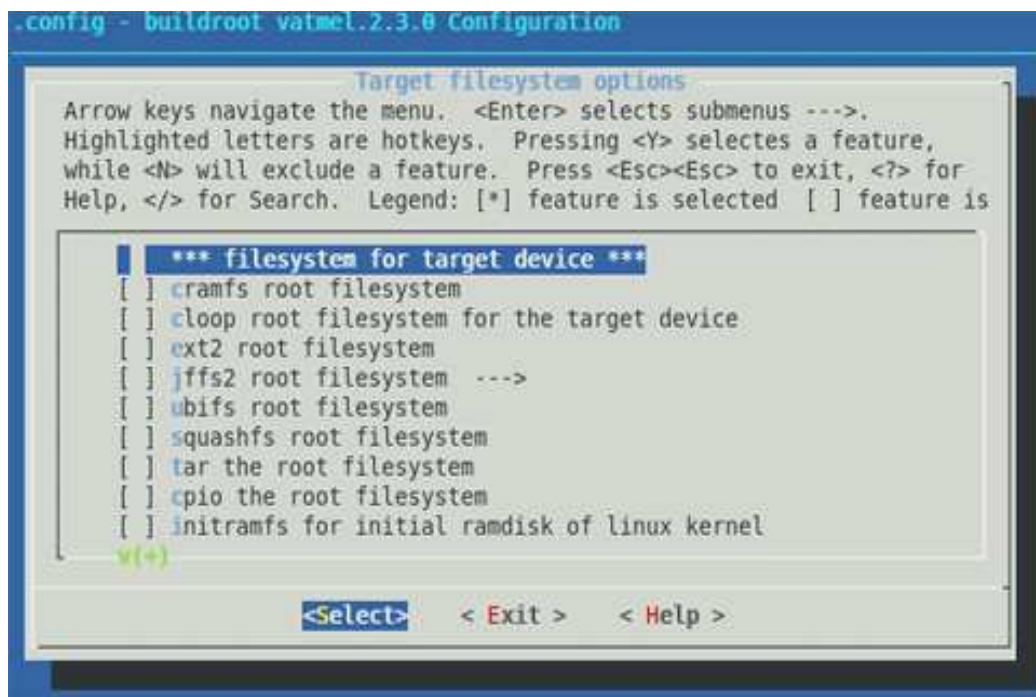 .config - buildroot vatmel.2.3.0 Configuration
Target filesystem options
Arrow keys navigate the menu.  <Enter> selects submenus --->.
Highlighted letters are hotkeys.  Pressing <Y> selectes a feature,
while <N> will exclude a feature.  Press <Esc><Esc> to exit, <?> for
Help, </> for Search.  Legend: [*] feature is selected  [ ] feature is
*** filesystem for target device ***
[ ] cramfs root filesystem
[ ] cloop root filesystem for the target device
[ ] ext2 root filesystem
[ ] jffs2 root filesystem  --->
[ ] ubifs root filesystem
[ ] squashfs root filesystem
[ ] tar the root filesystem
[ ] cpio the root filesystem
[ ] initramfs for initial ramdisk of linux kernel
v(+)
<Select>    < Exit >    < Help >